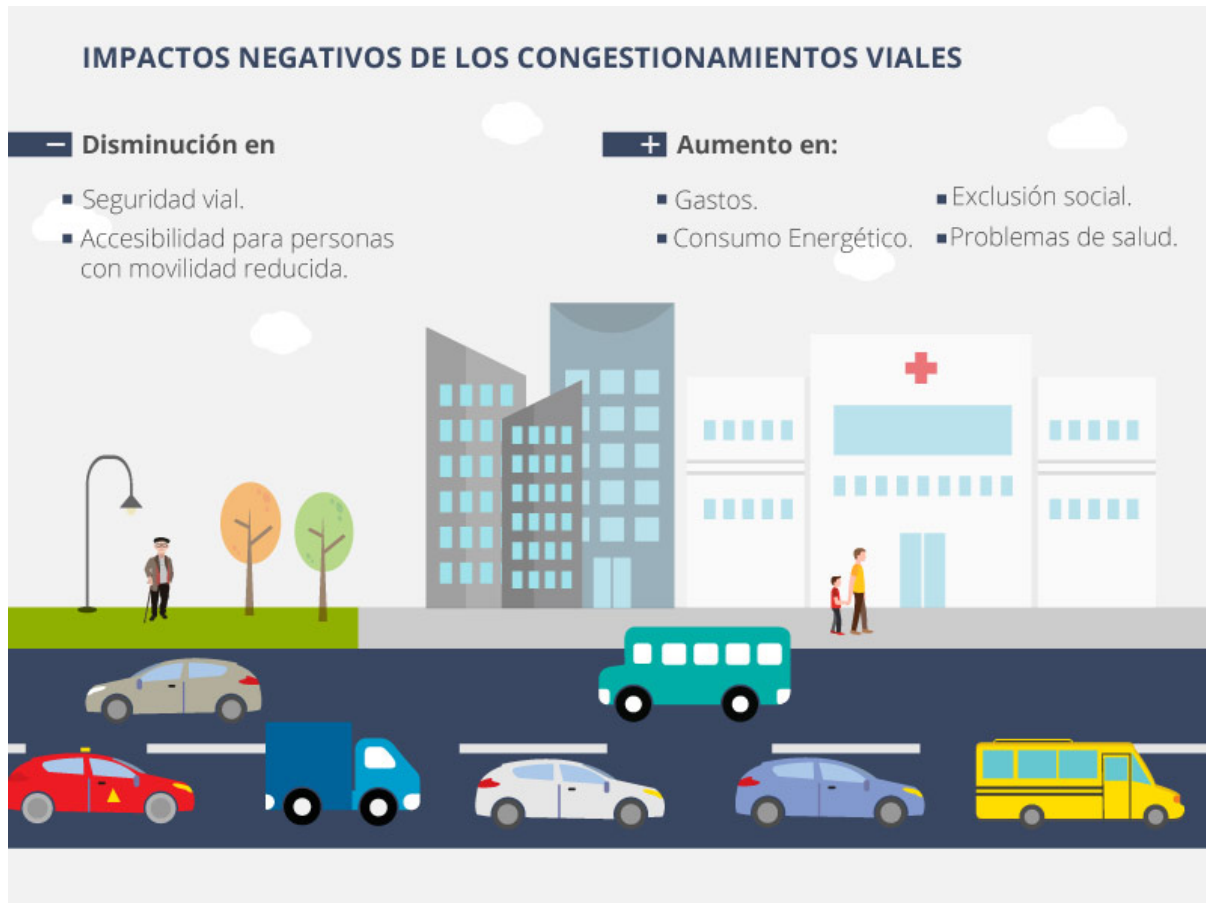 IMPACTOS NEGATIVOS DE LOS CONGESTIONAMIENTOS VIALES
− Disminución en
▪ Seguridad vial.
▪ Accesibilidad para personas
con movilidad reducida.
+ Aumento en:
▪ Gastos.
▪ Consumo Energético.
▪ Exclusión social.
▪ Problemas de salud.